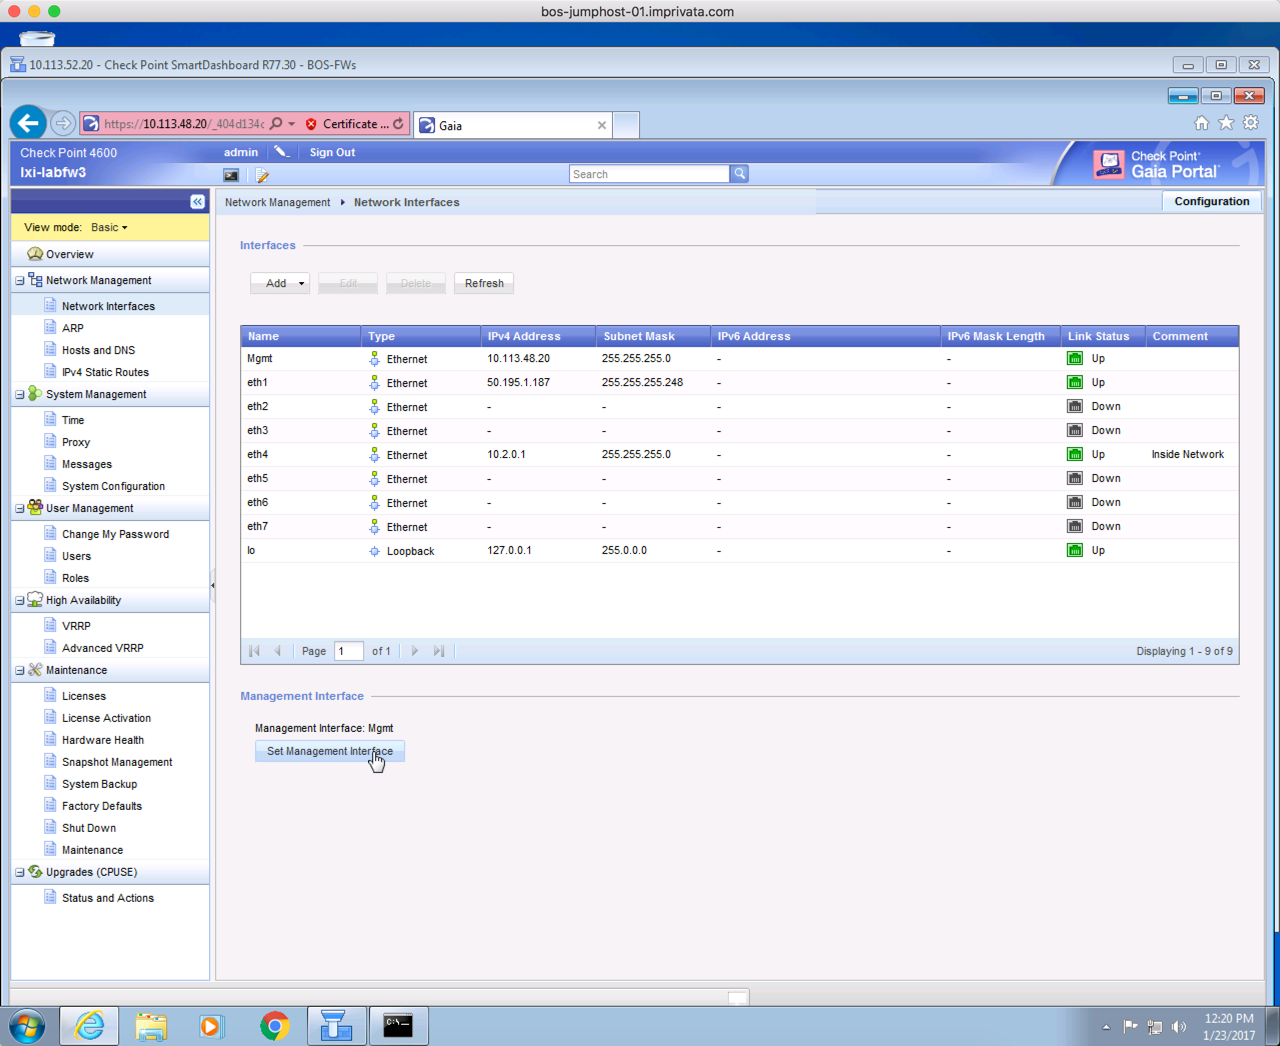 bos-jumphost-01.imprivata.com
10.113.52.20 - Check Point SmartDashboard R77.30 - BOS-FWs
https://10.113.48.20/_404d134c
Certificate ...
Gaia
Check Point 4600
lxi-labfw3
admin
Sign Out
Search
Check Point
Gaia Portal
View mode: Basic
Network Management
Network Interfaces
Configuration
Overview
Network Management
Network Interfaces
ARP
Hosts and DNS
IPv4 Static Routes
System Management
Time
Proxy
Messages
System Configuration
User Management
Change My Password
Users
Roles
High Availability
VRRP
Advanced VRRP
Maintenance
Licenses
License Activation
Hardware Health
Snapshot Management
System Backup
Factory Defaults
Shut Down
Maintenance
Upgrades (CPUSE)
Status and Actions
Interfaces
Add Edit Delete Refresh
Name Type IPv4 Address Subnet Mask IPv6 Address IPv6 Mask Length Link Status Comment
Mgmt Ethernet 10.113.48.20 255.255.255.0 - - Up
eth1 Ethernet 50.195.1.187 255.255.255.248 - - Up
eth2 Ethernet - - - - Down
eth3 Ethernet - - - - Down
eth4 Ethernet 10.2.0.1 255.255.255.0 - - Up Inside Network
eth5 Ethernet - - - - Down
eth6 Ethernet - - - - Down
eth7 Ethernet - - - - Down
lo Loopback 127.0.0.1 255.0.0.0 - - Up
Page 1 of 1
Displaying 1 - 9 of 9
Management Interface
Management Interface: Mgmt
Set Management Interface
C:\_
12:20 PM
1/23/2017